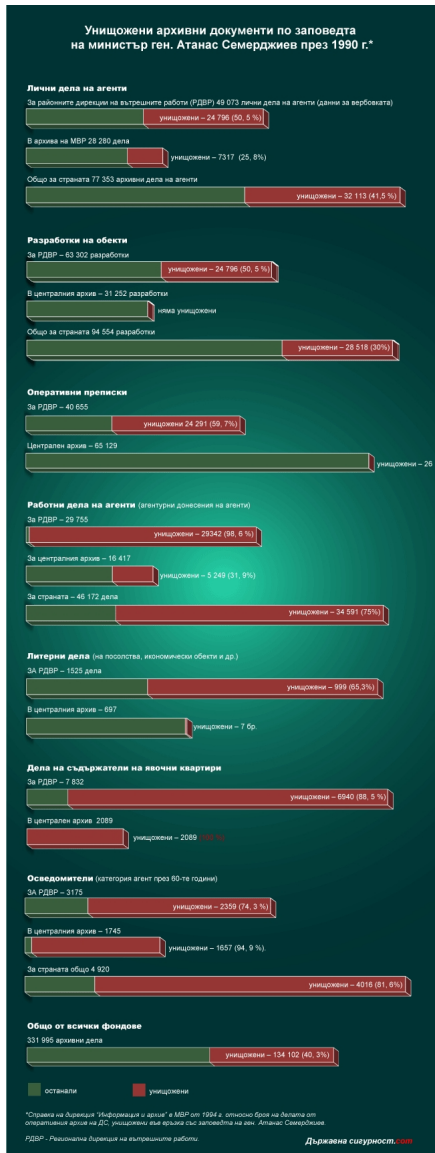 Унищожени архивни документи по заповедта
на министър ген. Атанас Семерджиев през 1990 г.*
Лични дела на агенти
За районните дирекции на вътрешните работи (РДВР) 49 073 лични дела на агенти (данни за вербовката)
унищожени – 24 796 (50, 5 %)
В архива на МВР 28 280 дела
унищожени – 7317 (25, 8%)
Общо за страната 77 353 архивни дела на агенти
унищожени – 32 113 (41,5 %)
Разработки на обекти
За РДВР – 63 302 разработки
унищожени – 24 796 (50, 5 %)
В централния архив – 31 252 разработки
няма унищожени
Общо за страната 94 554 разработки
унищожени – 28 518 (30%)
Оперативни преписки
За РДВР – 40 655
унищожени 24 291 (59, 7%)
Централен архив – 65 129
унищожени – 26
Работни дела на агенти (агентурни донесения на агенти)
За РДВР – 29 755
унищожени – 29342 (98, 6 %)
За централния архив – 16 417
унищожени – 5 249 (31, 9%)
За страната – 46 172 дела
унищожени – 34 591 (75%)
Литерни дела (на посолства, икономически обекти и др.)
ЗА РДВР – 1525 дела
унищожени – 999 (65,3%)
В централния архив – 697
унищожени – 7 бр.
Дела на съдържатели на явочни квартири
За РДВР – 7 832
унищожени – 6940 (88, 5 %)
В централен архив 2089
унищожени – 2089
Осведомители (категория агент през 60-те години)
ЗА РДВР – 3175
унищожени – 2359 (74, 3 %)
В централния архив – 1745
унищожени – 1657 (94, 9 %).
За страната общо 4 920
унищожени – 4016 (81, 6%)
Общо от всички фондове
331 995 архивни дела
унищожени – 134 102 (40, 3%)
останали
унищожени
*Справка на дирекция "Информация и архив" в МВР от 1994 г. относно броя на делата от
оперативния архив на ДС, унищожени във връзка със заповедта на ген. Атанас Семерджиев.
РДВР - Регионална дирекция на вътрешните работи.
Държавна сигурност.com